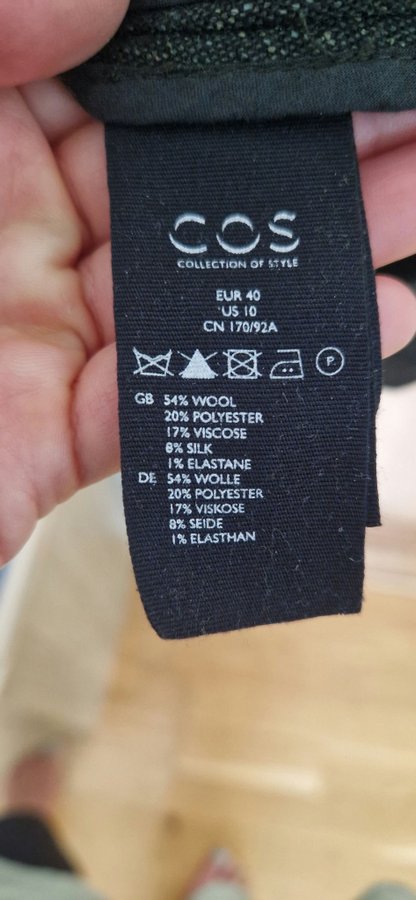 COS
COLLECTION OF STYLE
EUR 40
US 10
CN 170/92A
P
GB 54% WOOL
20% POLYESTER
17% VISCOSE
8% SILK
1% ELASTANE
DE 54% WOLLE
20% POLYESTER
17% VISKOSE
8% SEIDE
1% ELASTHAN